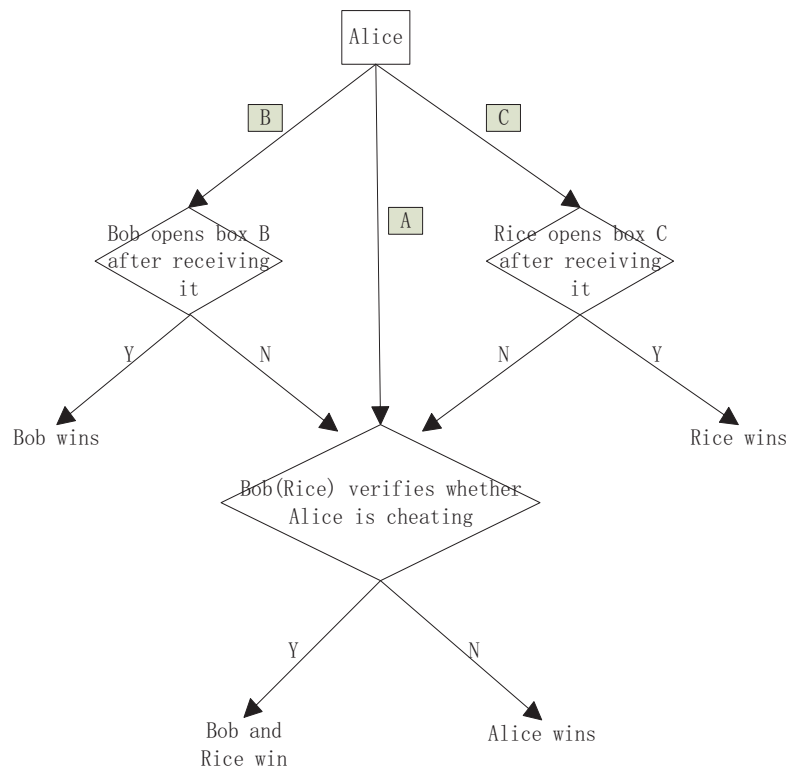 Alice
B
C
A
Bob opens box B
after receiving
it
Rice opens box C
after receiving
it
Y
N
N
Y
Bob wins
Rice wins
Bob(Rice) verifies whether
Alice is cheating
Y
N
Bob and
Rice win
Alice wins